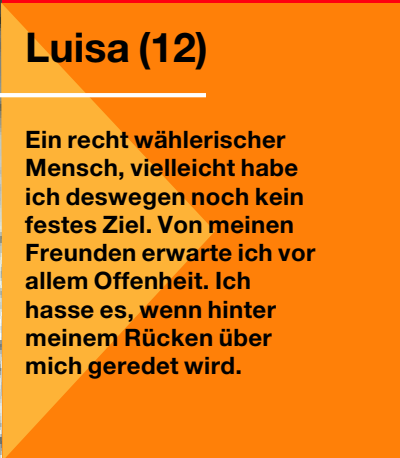 Luisa (12)
Ein recht wählerischer
Mensch, vielleicht habe
ich deswegen noch kein
festes Ziel. Von meinen
Freunden erwarte ich vor
allem Offenheit. Ich
hasse es, wenn hinter
meinem Rücken über
mich geredet wird.